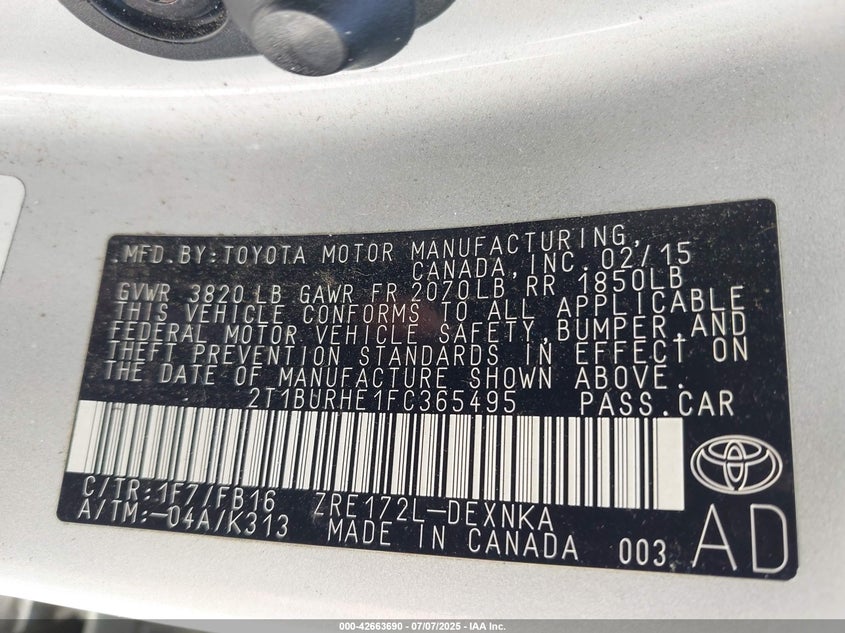 MFD.BY:TOYOTA MOTOR MANUFACTURING,
CANADA,INC. 02/15
GVWR 3820 LB GAWR FR 2070LB RR 1850LB
THIS VEHICLE CONFORMS TO ALL APPLICABLE
FEDERAL MOTOR VEHICLE SAFETY,BUMPER,AND
THEFT PREVENTION STANDARDS IN EFFECT ON
THE DATE OF MANUFACTURE SHOWN ABOVE.
2T1BURHE1FC365495 PASS.CAR
C/TR:1F7/FB16 ZRE172L-DEXNKA
A/TM:-04A/K313 MADE IN CANADA 003 AD
000-42663690 - 07/07/2025 - IAA Inc.